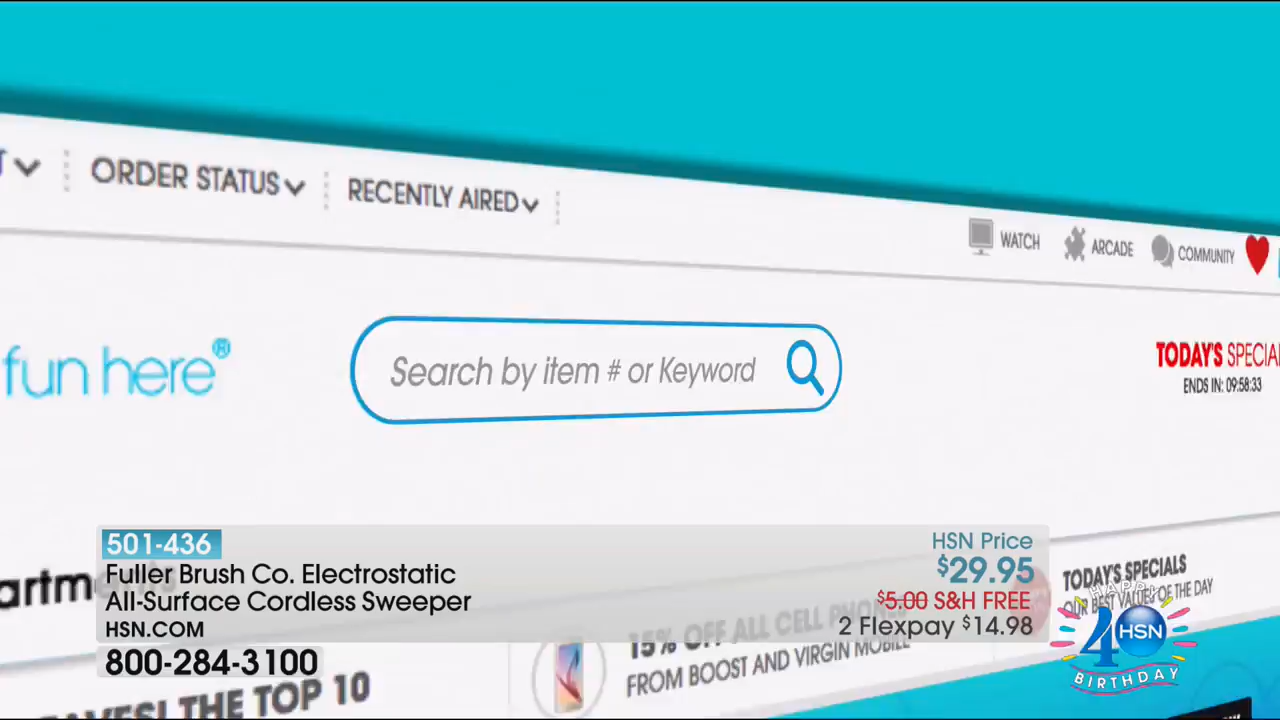 ORDER STATUS
RECENTLY AIRED
WATCH
ARCADE
COMMUNITY
fun here®
Search by item # or Keyword
TODAY'S SPECIAL
ENDS IN: 09:58:33
501-436
Fuller Brush Co. Electrostatic
All-Surface Cordless Sweeper
HSN.COM
800-284-3100
HSN Price
$29.95
$5.00 S&H FREE
2 Flexpay $14.98
TODAY'S SPECIALS
OUR BEST VALUES OF THE DAY
15% OFF ALL CELL PHONES
FROM BOOST AND VIRGIN MOBILE
THE TOP 10
HAPPY
40 HSN
BIRTHDAY